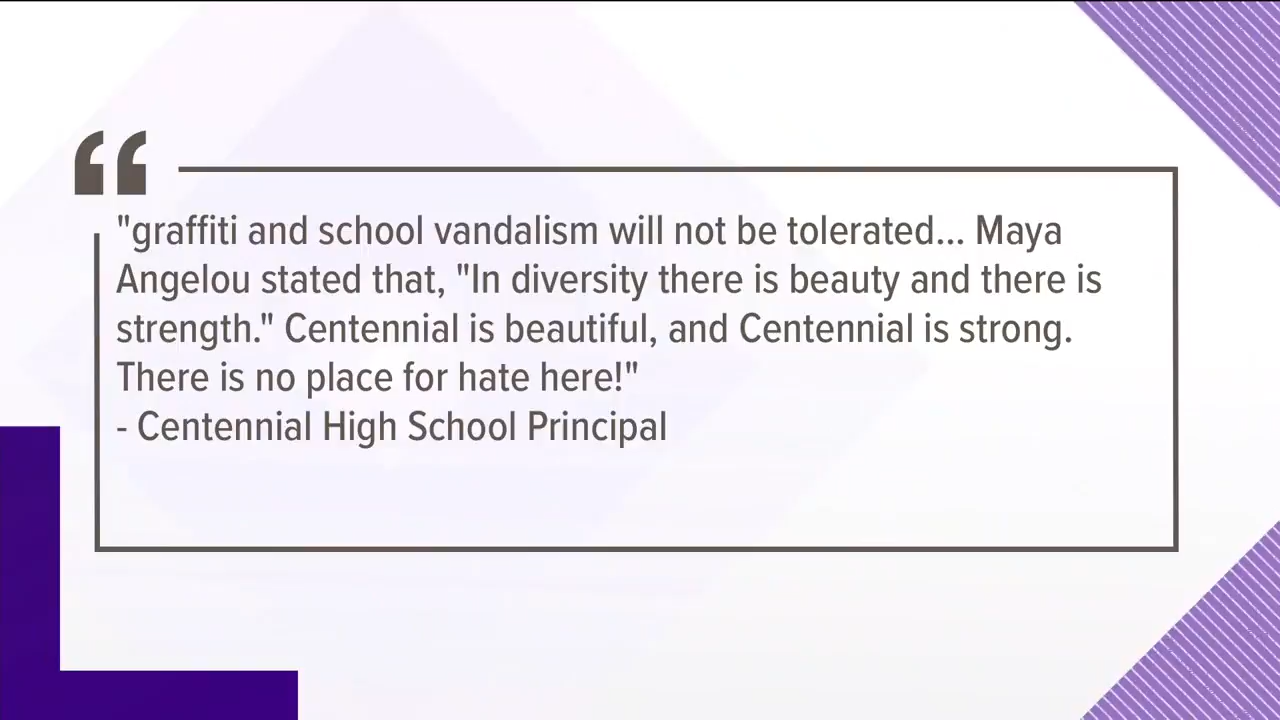 "graffiti and school vandalism will not be tolerated... Maya
Angelou stated that, "In diversity there is beauty and there is
strength." Centennial is beautiful, and Centennial is strong.
There is no place for hate here!"
- Centennial High School Principal